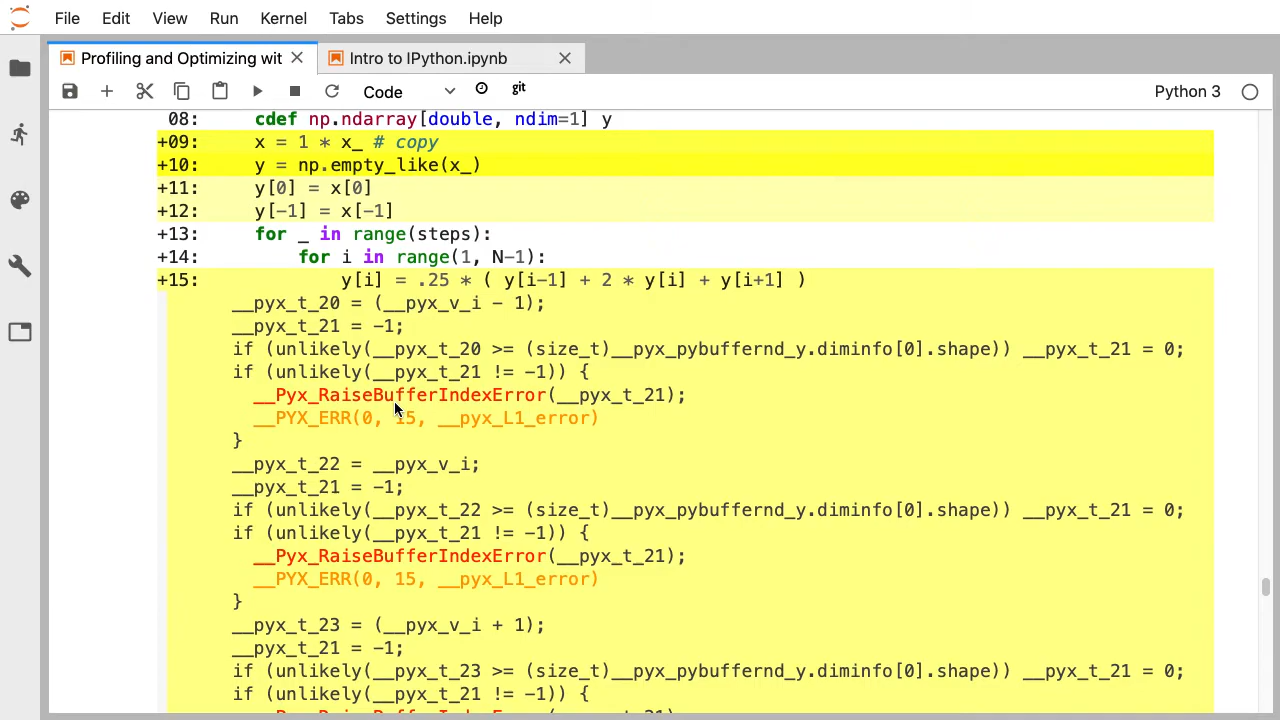 File Edit View Run Kernel Tabs Settings Help
Profiling and Optimizing wit
Intro to IPython.ipynb
Code
git
Python 3
08: cdef np.ndarray[double, ndim=1] y
+09: x = 1 * x_ # copy
+10: y = np.empty_like(x_)
+11: y[0] = x[0]
+12: y[-1] = x[-1]
+13: for _ in range(steps):
+14: for i in range(1, N-1):
+15: y[i] = .25 * ( y[i-1] + 2 * y[i] + y[i+1] )
__pyx_t_20 = (__pyx_v_i - 1);
__pyx_t_21 = -1;
if (unlikely(__pyx_t_20 >= (size_t)__pyx_pybuffernd_y.diminfo[0].shape)) __pyx_t_21 = 0;
if (unlikely(__pyx_t_21 != -1)) {
__Pyx_RaiseBufferIndexError(__pyx_t_21);
__PYX_ERR(0, 15, __pyx_L1_error)
}
__pyx_t_22 = __pyx_v_i;
__pyx_t_21 = -1;
if (unlikely(__pyx_t_22 >= (size_t)__pyx_pybuffernd_y.diminfo[0].shape)) __pyx_t_21 = 0;
if (unlikely(__pyx_t_21 != -1)) {
__Pyx_RaiseBufferIndexError(__pyx_t_21);
__PYX_ERR(0, 15, __pyx_L1_error)
}
__pyx_t_23 = (__pyx_v_i + 1);
__pyx_t_21 = -1;
if (unlikely(__pyx_t_23 >= (size_t)__pyx_pybuffernd_y.diminfo[0].shape)) __pyx_t_21 = 0;
if (unlikely(__pyx_t_21 != -1)) {